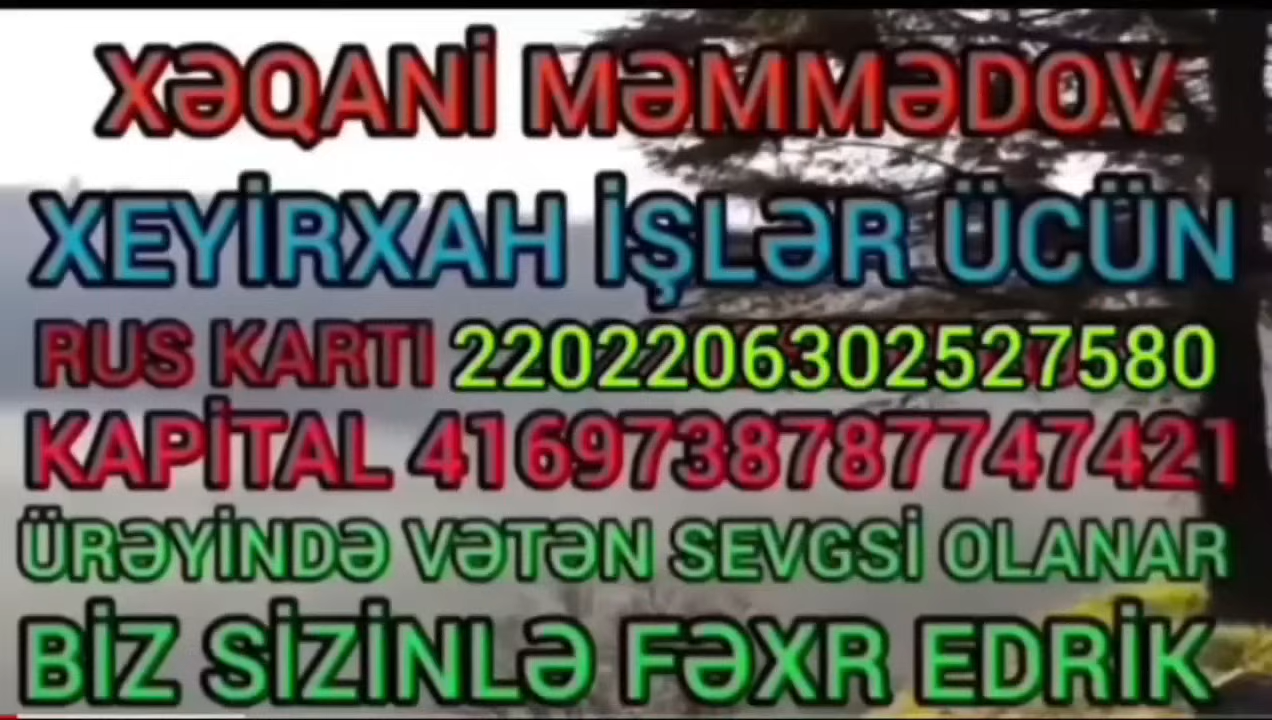 XƏQANİ MƏMMƏDOV
XEYİRXAH İŞLƏR ÜCÜN
RUS KARTI 2202206302527580
KAPİTAL 4169738787747421
ÜRƏYİNDƏ VƏTƏN SEVGSİ OLANAR
BİZ SİZİNLƏ FƏXR EDRİK